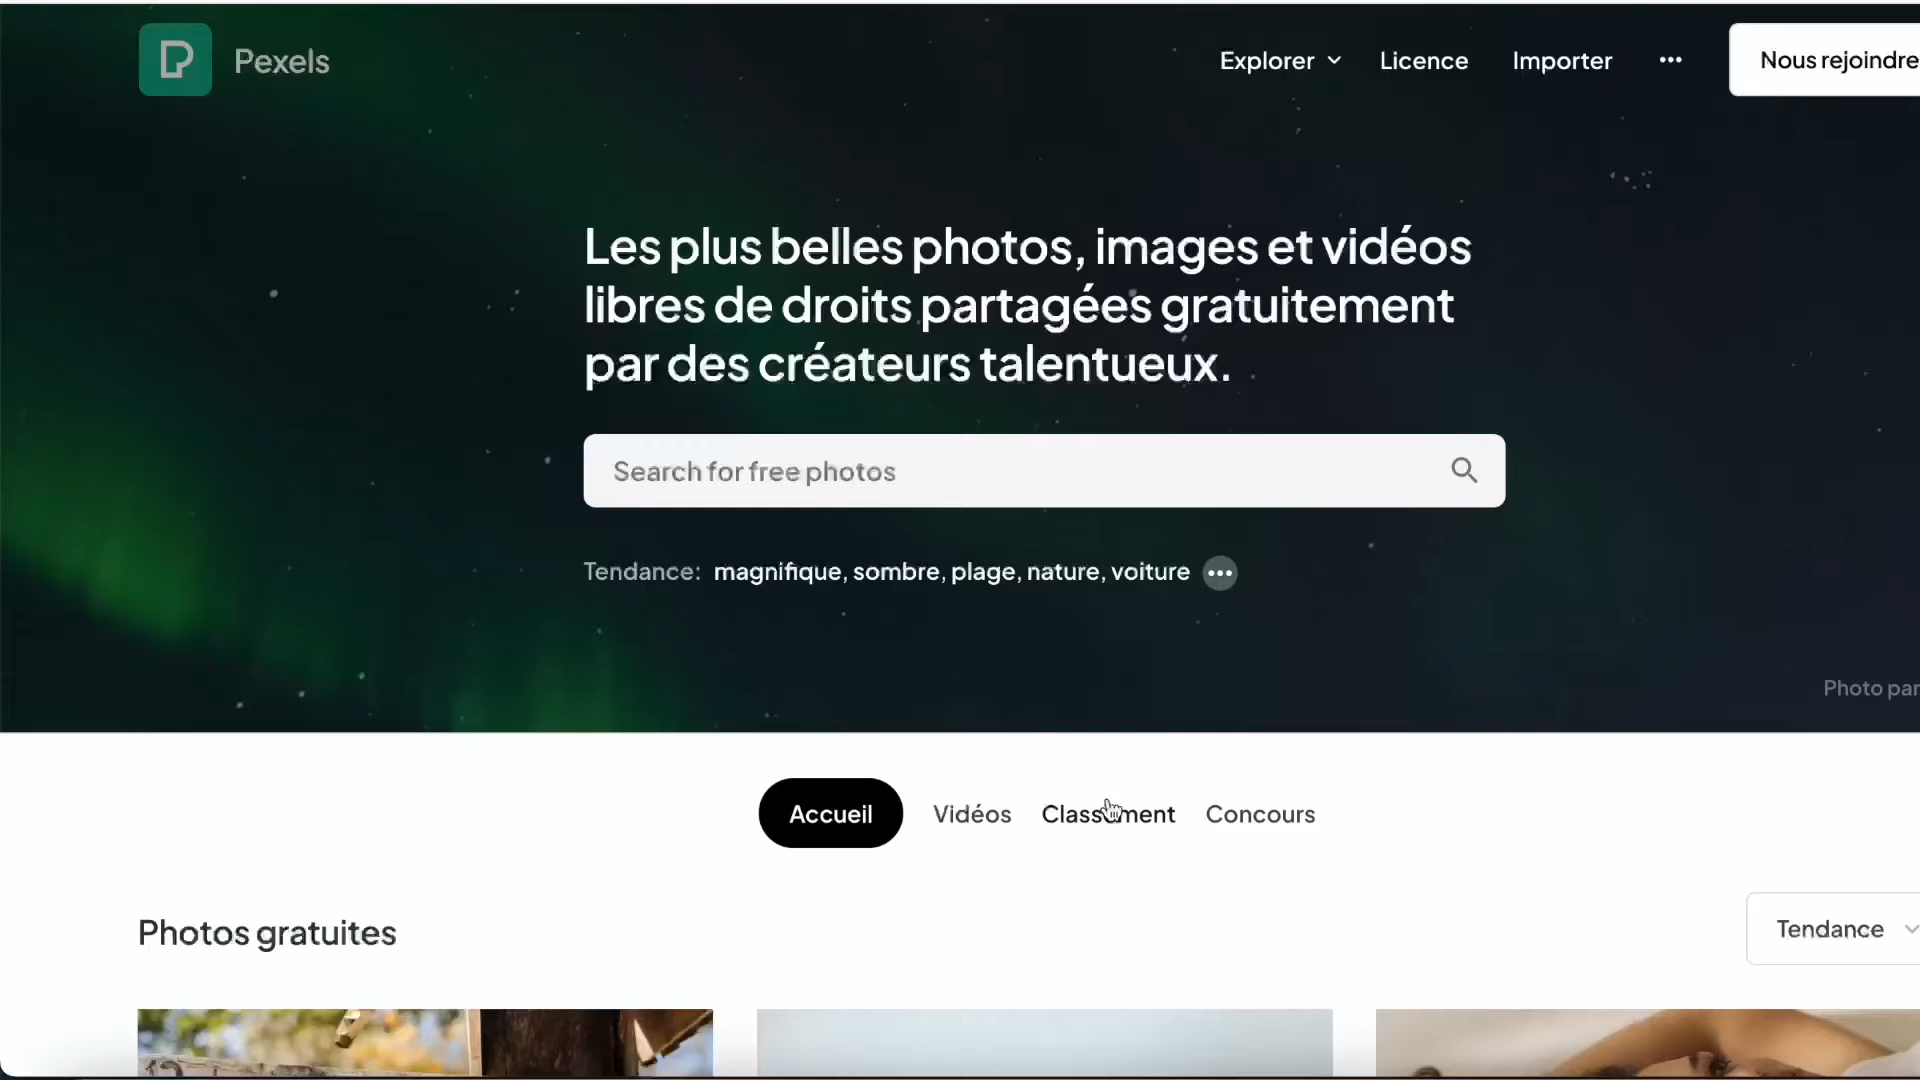 Pexels
Explorer
Licence
Importer
Nous rejoindre
Les plus belles photos, images et vidéos
libres de droits partagées gratuitement
par des créateurs talentueux.
Search for free photos
Tendance: magnifique, sombre, plage, nature, voiture
Photo par
Accueil
Vidéos
Classement
Concours
Photos gratuites
Tendance